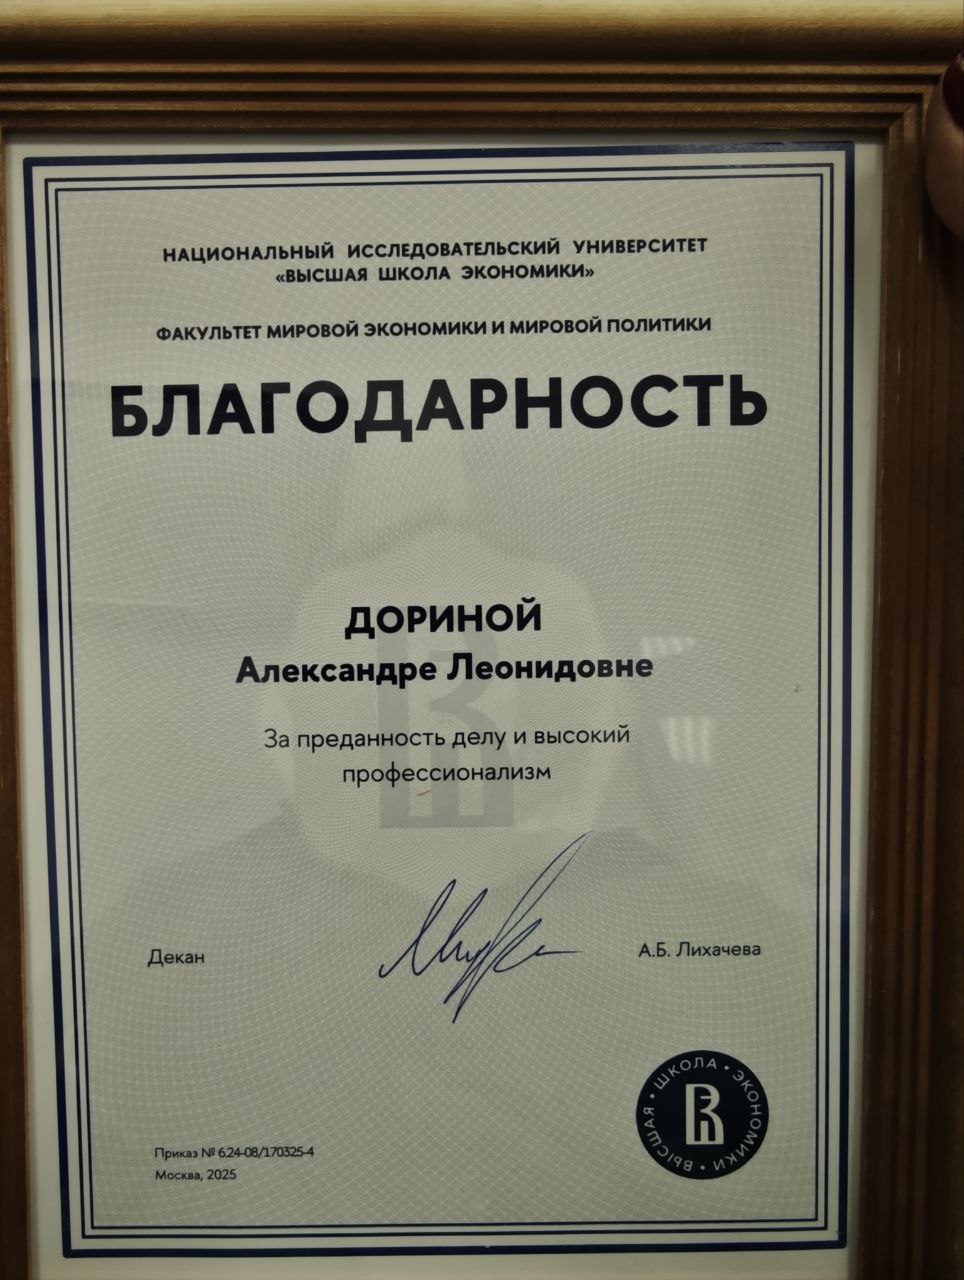 НАЦИОНАЛЬНЫЙ ИССЛЕДОВАТЕЛЬСКИЙ УНИВЕРСИТЕТ
«ВЫСШАЯ ШКОЛА ЭКОНОМИКИ»
ФАКУЛЬТЕТ МИРОВОЙ ЭКОНОМИКИ И МИРОВОЙ ПОЛИТИКИ
БЛАГОДАРНОСТЬ
ДОРИНОЙ
Александре Леонидовне
За преданность делу и высокий
профессионализм
Декан
А.Б. Лихачева
ВЫСШАЯ • ШКОЛА • ЭКОНОМИКИ •
Приказ № 6.24-08/170325-4
Москва, 2025